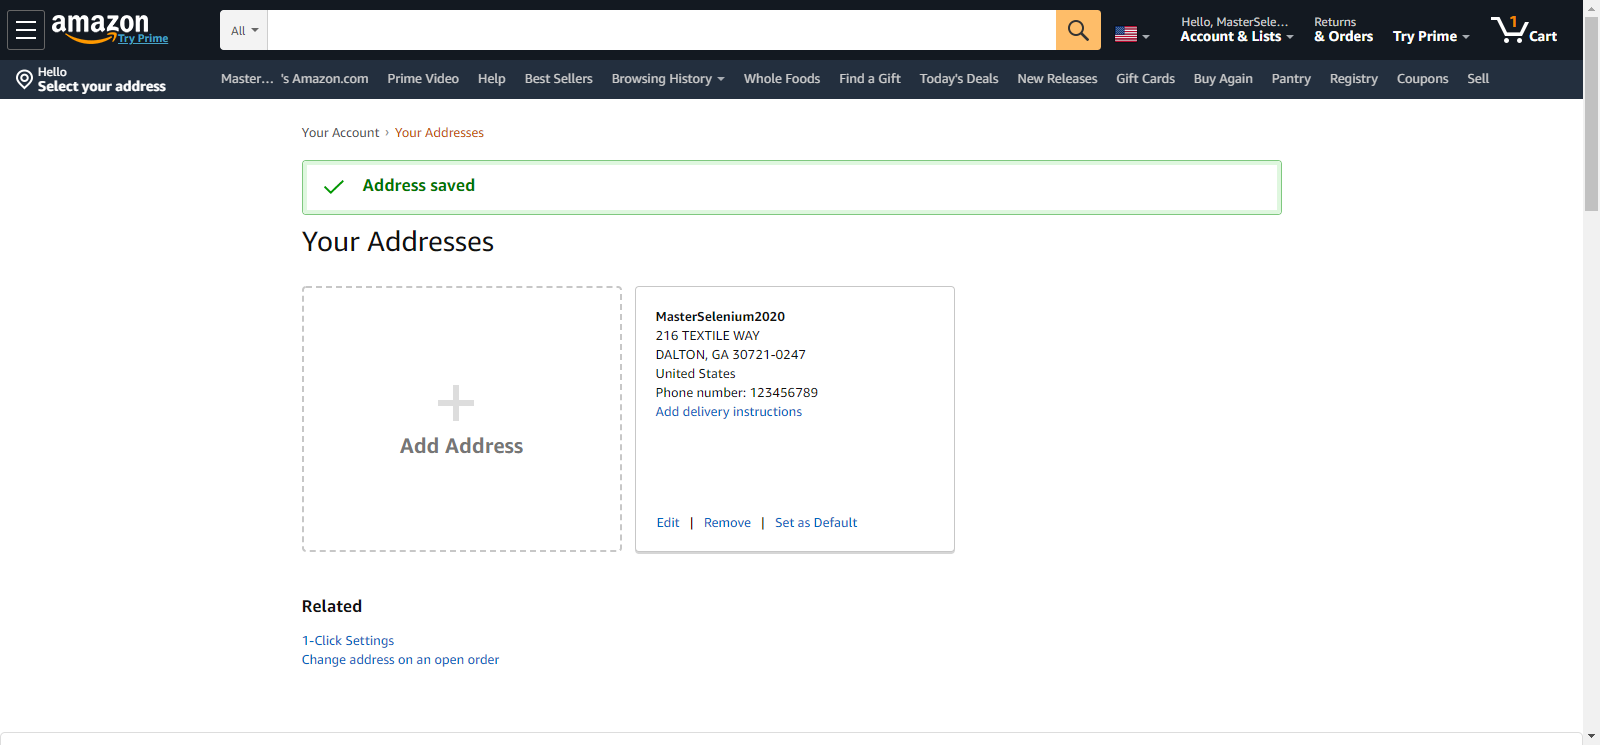 amazon
Try Prime
All
Hello, MasterSele...
Account & Lists
Returns
& Orders
Try Prime
1
Cart
Hello
Select your address
Master... 's Amazon.com
Prime Video
Help
Best Sellers
Browsing History
Whole Foods
Find a Gift
Today's Deals
New Releases
Gift Cards
Buy Again
Pantry
Registry
Coupons
Sell
Your Account › Your Addresses
Address saved
Your Addresses
Add Address
MasterSelenium2020
216 TEXTILE WAY
DALTON, GA 30721-0247
United States
Phone number: 123456789
Add delivery instructions
Edit | Remove | Set as Default
Related
1-Click Settings
Change address on an open order